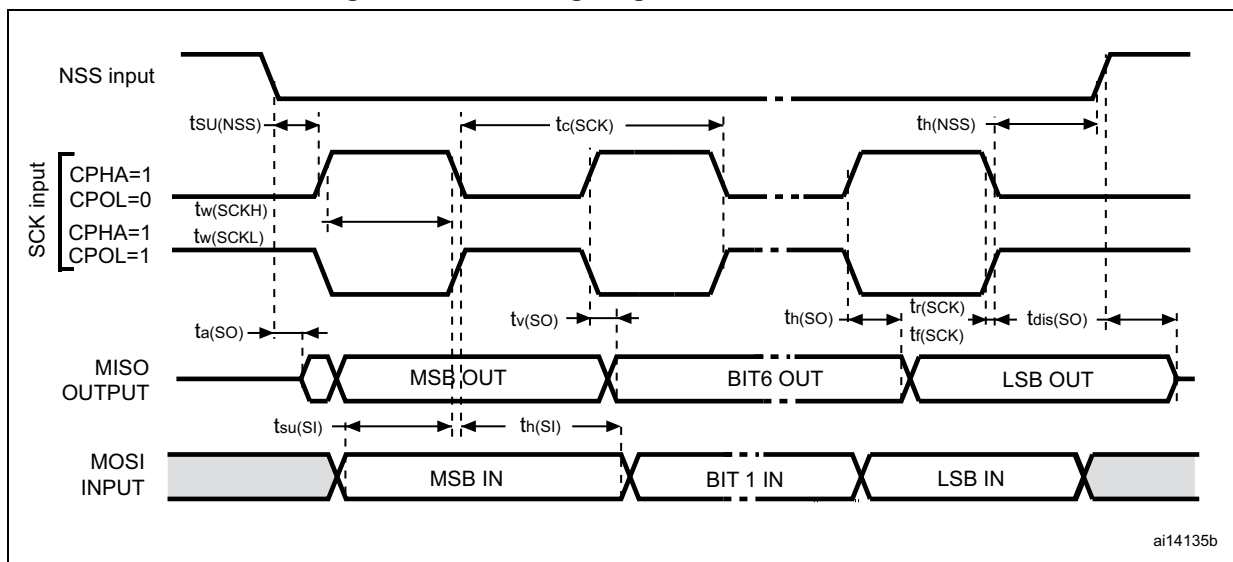 NSS input
tSU(NSS)
tc(SCK)
th(NSS)
SCK input
CPHA=1
CPOL=0
tw(SCKH)
CPHA=1
tw(SCKL)
CPOL=1
ta(SO)
tv(SO)
th(SO)
tr(SCK)
tf(SCK)
tdis(SO)
MISO
OUTPUT
MSB OUT
BIT6 OUT
LSB OUT
tsu(SI)
th(SI)
MOSI
INPUT
MSB IN
BIT 1 IN
LSB IN
ai14135b